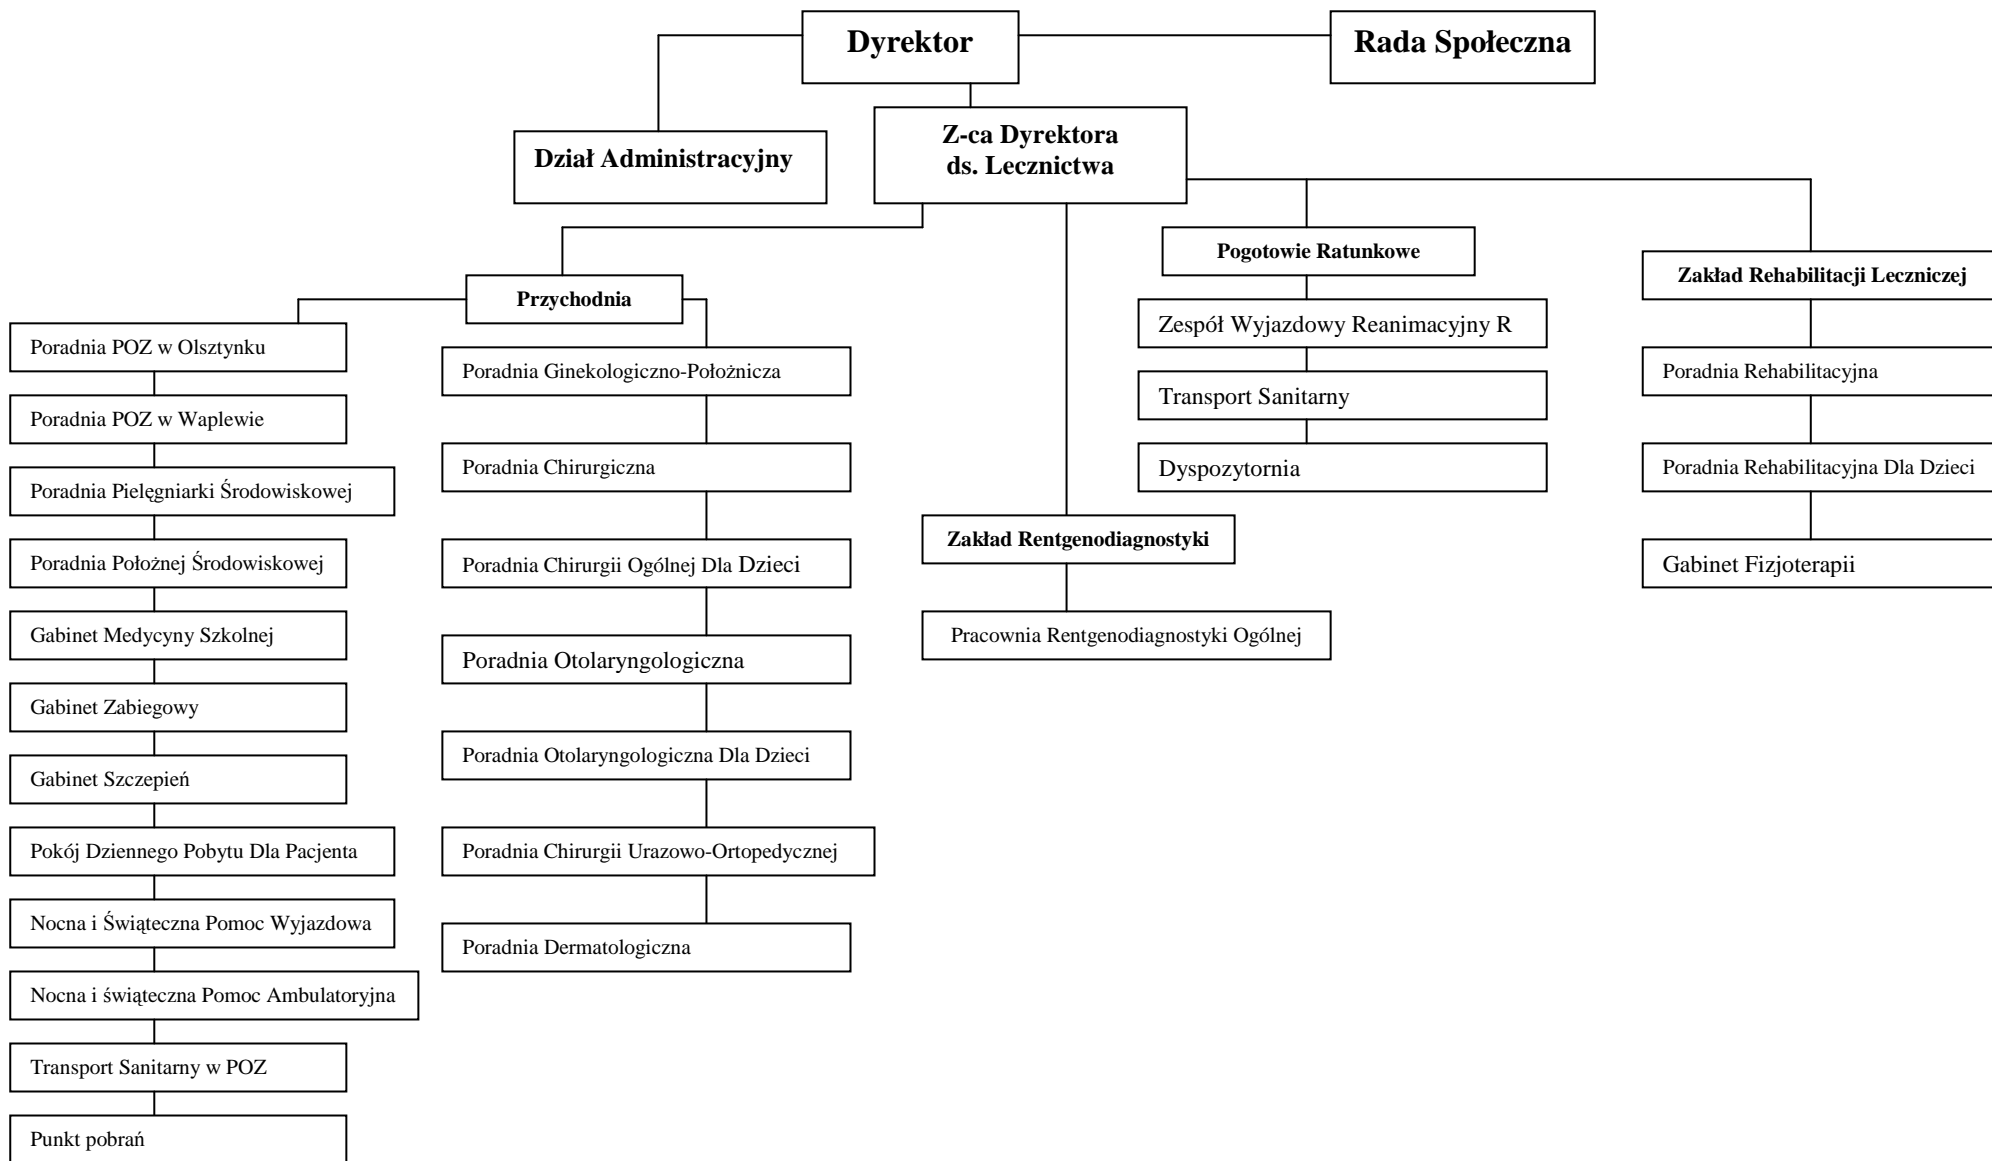 Dyrektor
Rada Społeczna
Dział Administracyjny
Z-ca Dyrektora
ds. Lecznictwa
Przychodnia
Poradnia POZ w Olsztynku
Poradnia POZ w Waplewie
Poradnia Pielęgniarki Środowiskowej
Poradnia Położnej Środowiskowej
Gabinet Medycyny Szkolnej
Gabinet Zabiegowy
Gabinet Szczepień
Pokój Dziennego Pobytu Dla Pacjenta
Nocna i Świąteczna Pomoc Wyjazdowa
Nocna i świąteczna Pomoc Ambulatoryjna
Transport Sanitarny w POZ
Punkt pobrań
Poradnia Ginekologiczno-Położnicza
Poradnia Chirurgiczna
Poradnia Chirurgii Ogólnej Dla Dzieci
Poradnia Otolaryngologiczna
Poradnia Otolaryngologiczna Dla Dzieci
Poradnia Chirurgii Urazowo-Ortopedycznej
Poradnia Dermatologiczna
Zakład Rentgenodiagnostyki
Pracownia Rentgenodiagnostyki Ogólnej
Pogotowie Ratunkowe
Zespół Wyjazdowy Reanimacyjny R
Transport Sanitarny
Dyspozytornia
Zakład Rehabilitacji Leczniczej
Poradnia Rehabilitacyjna
Poradnia Rehabilitacyjna Dla Dzieci
Gabinet Fizjoterapii